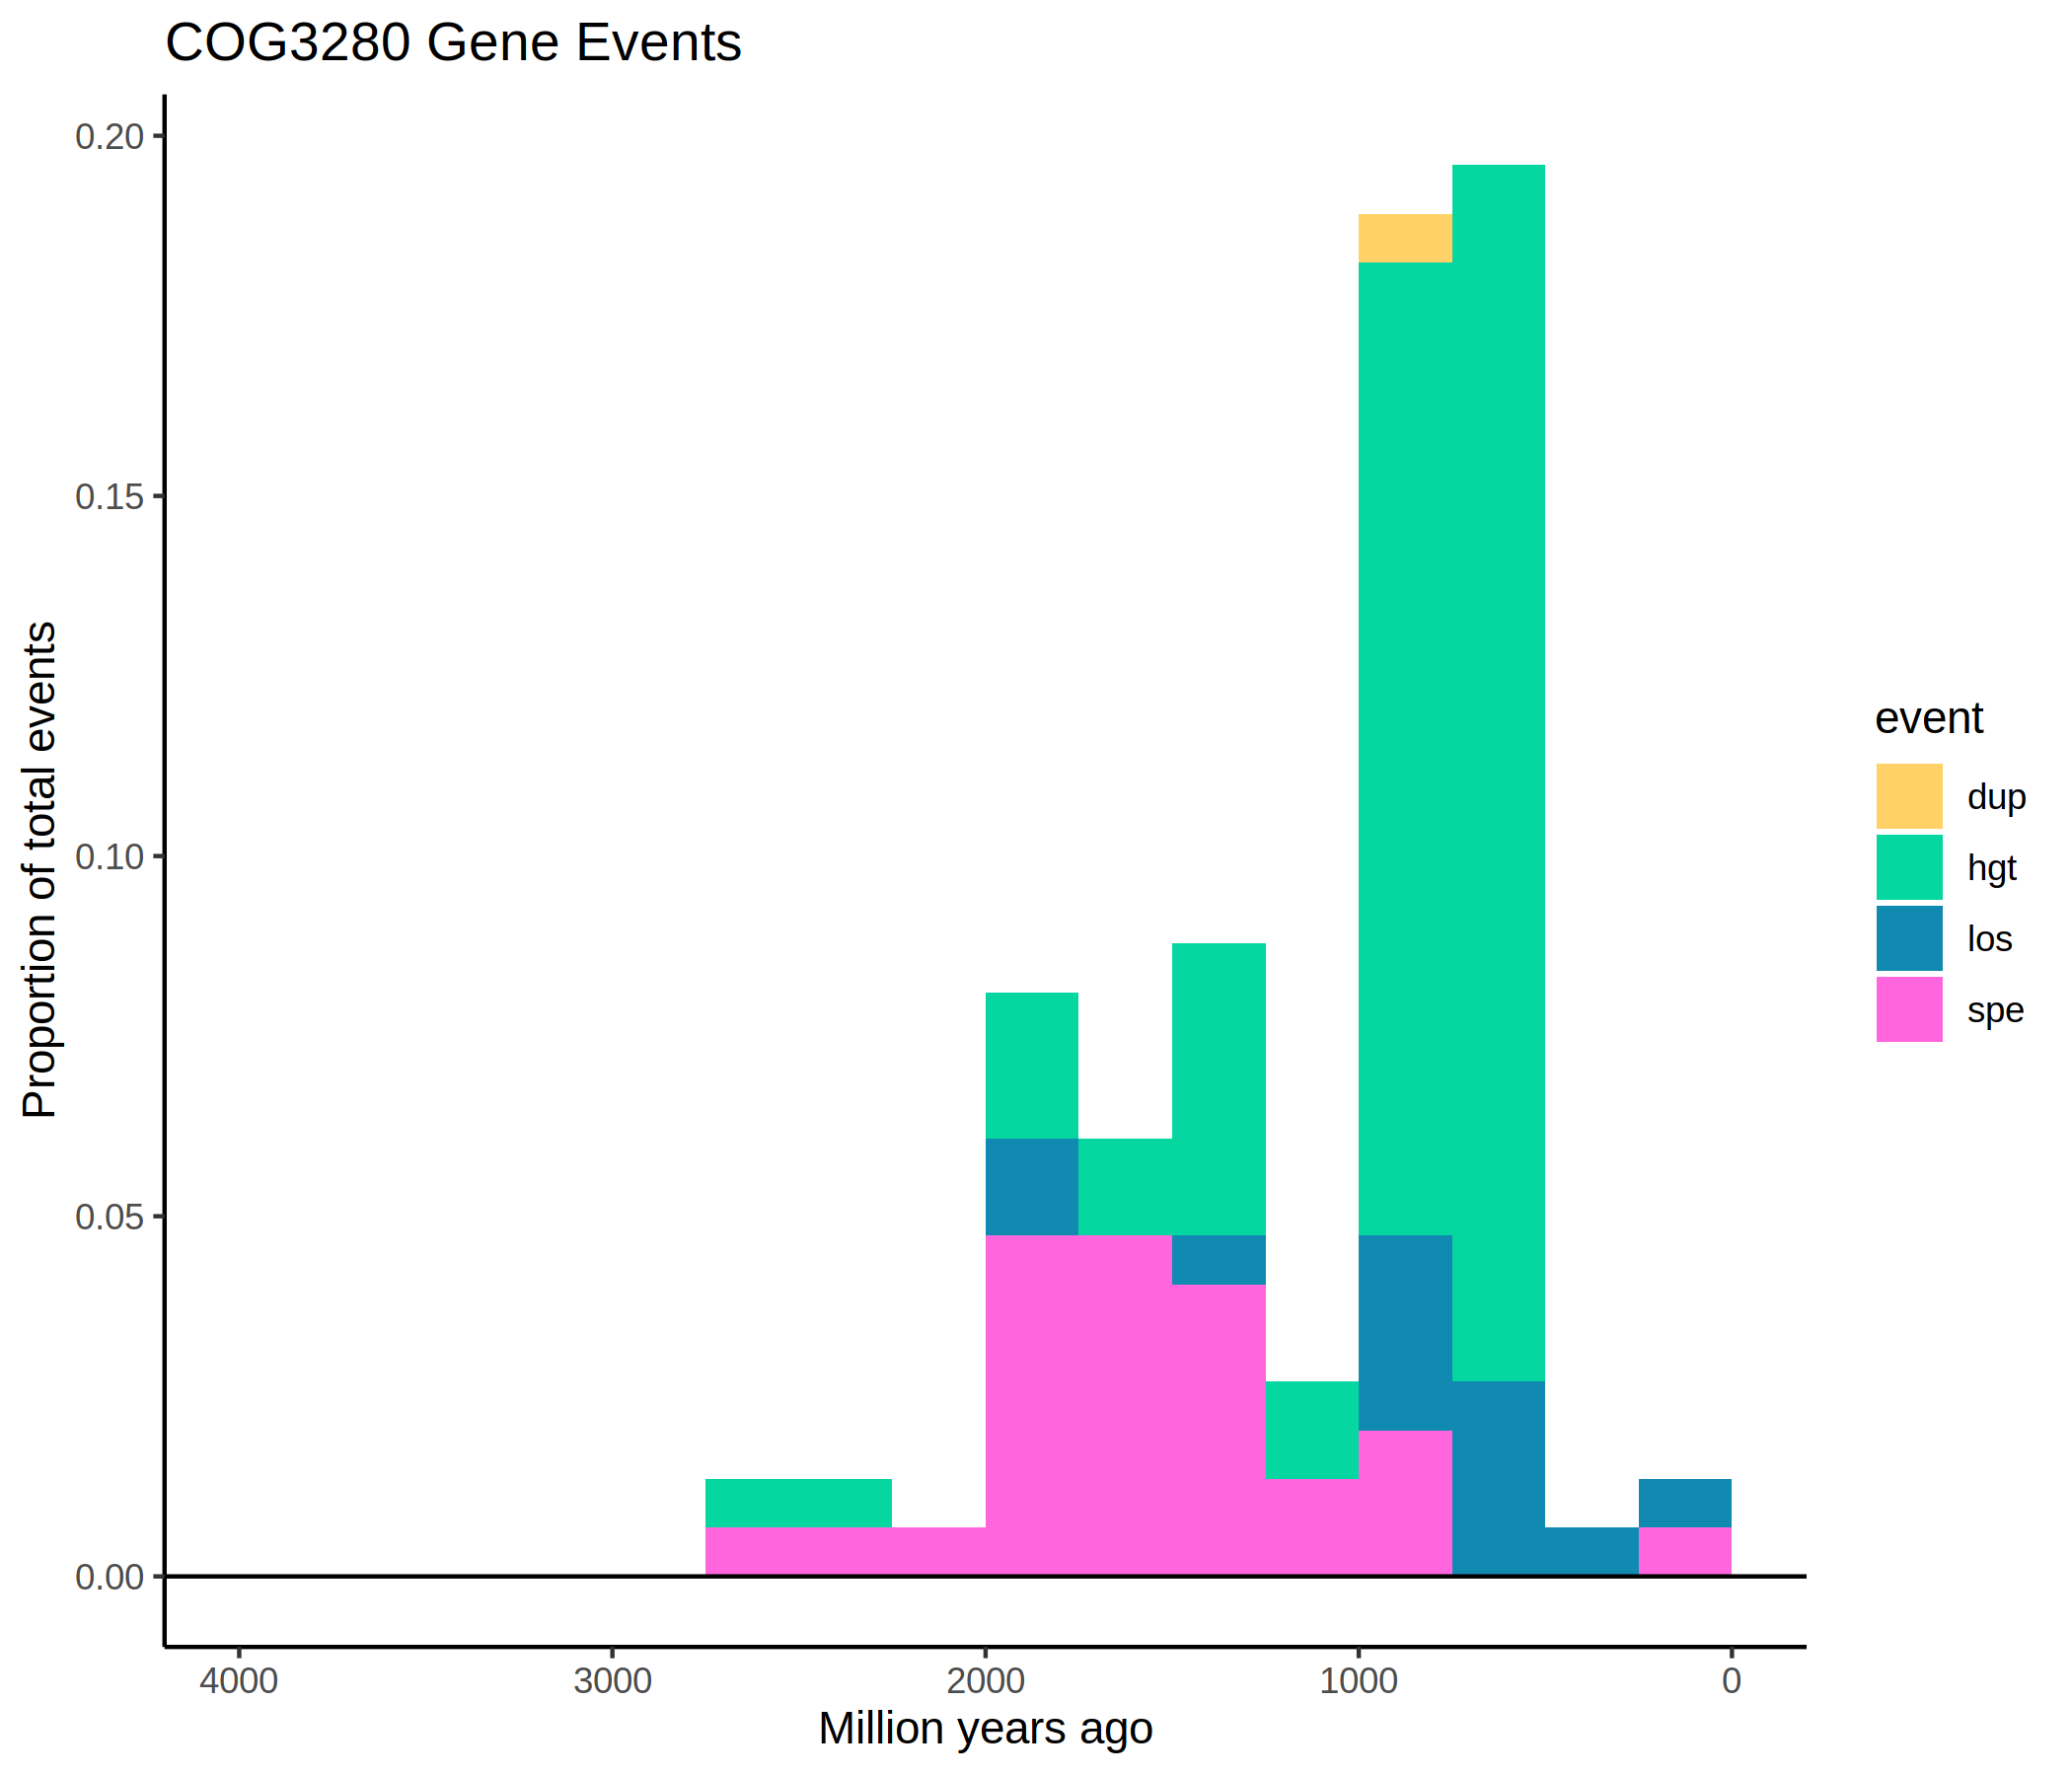 COG3280 Gene Events
0.20
0.15
0.10
0.05
0.00
Proportion of total events
4000 3000 2000 1000 0
Million years ago
event
dup
hgt
los
spe